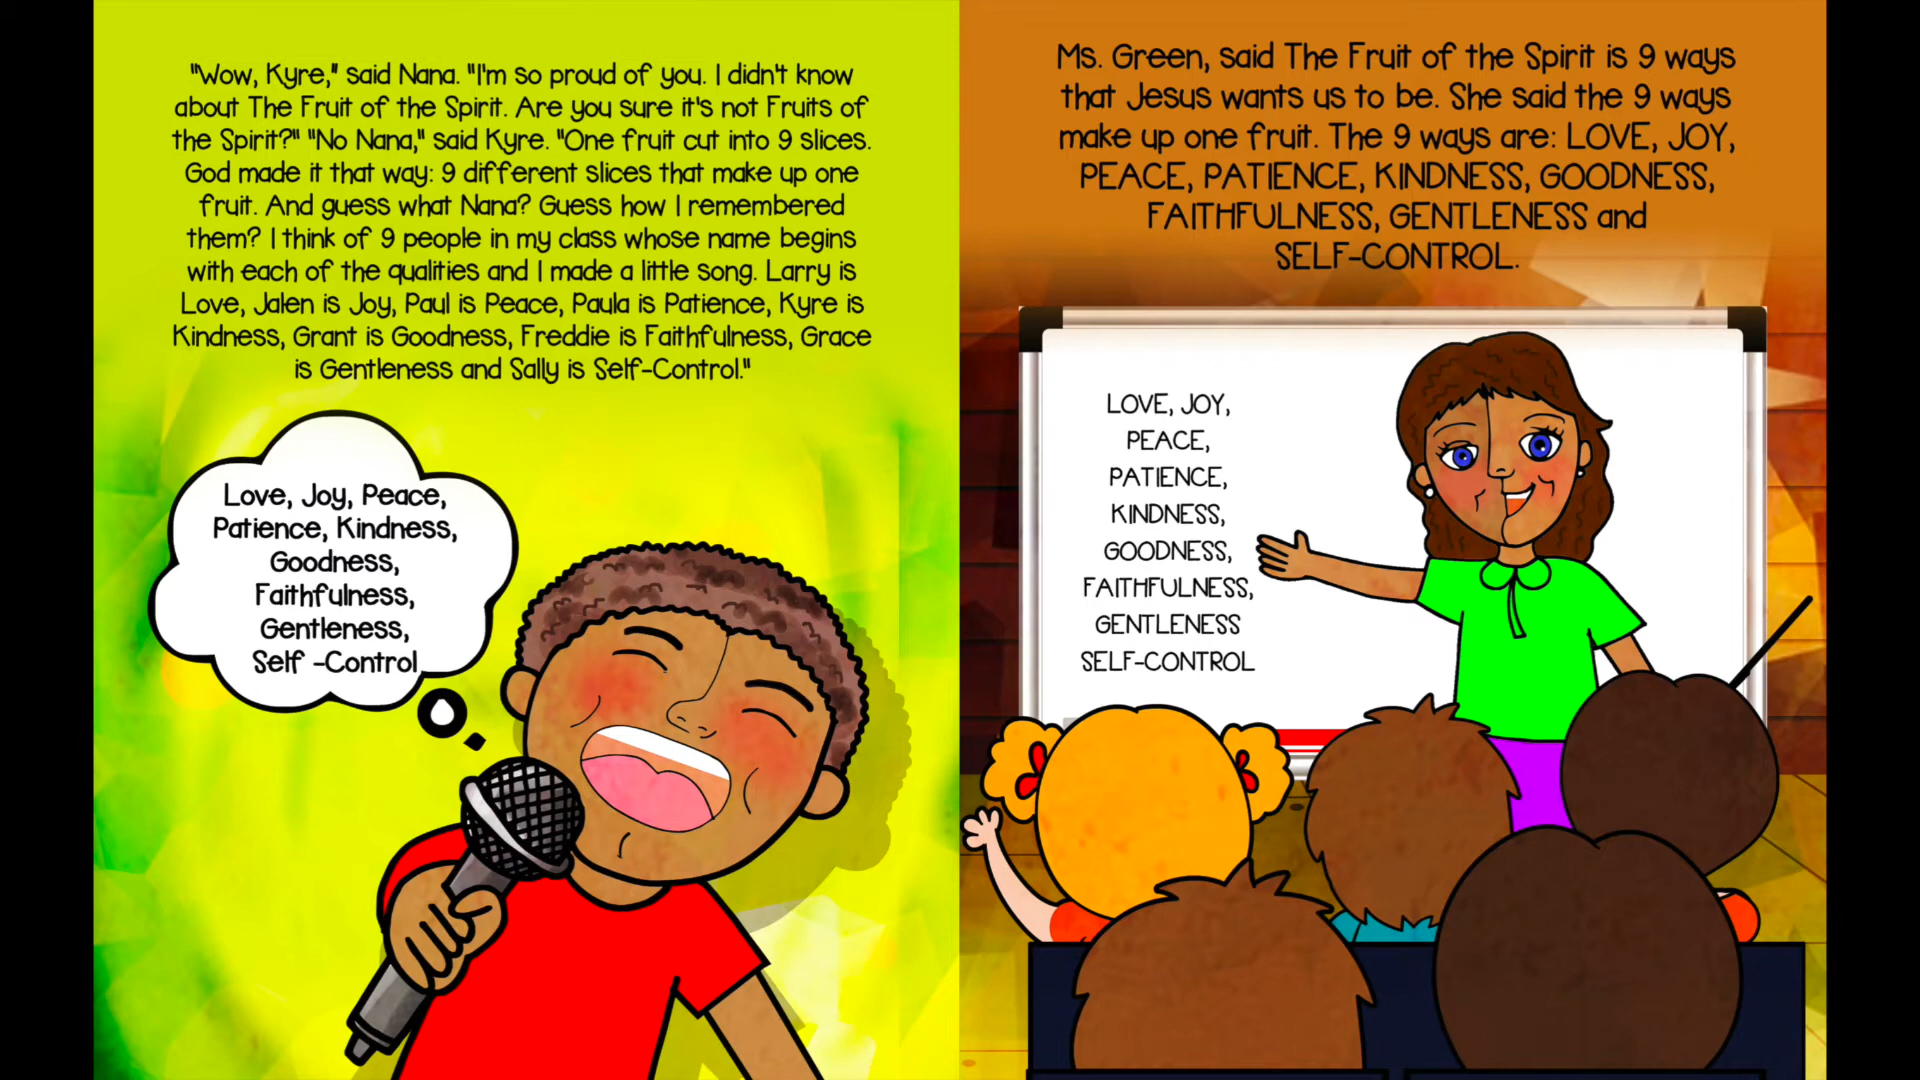 "Wow, Kyre," said Nana. "I'm so proud of you. I didn't know
about The Fruit of the Spirit. Are you sure it's not Fruits of
the Spirit?" "No Nana," said Kyre. "One fruit cut into 9 slices.
God made it that way: 9 different slices that make up one
fruit. And guess what Nana? Guess how I remembered
them? I think of 9 people in my class whose name begins
with each of the qualities and I made a little song. Larry is
Love, Jalen is Joy, Paul is Peace, Paula is Patience, Kyre is
Kindness, Grant is Goodness, Freddie is Faithfulness, Grace
is Gentleness and Sally is Self-Control."
Love, Joy, Peace,
Patience, Kindness,
Goodness,
Faithfulness,
Gentleness,
Self -Control
Ms. Green, said The Fruit of the Spirit is 9 ways
that Jesus wants us to be. She said the 9 ways
make up one fruit. The 9 ways are: LOVE, JOY,
PEACE, PATIENCE, KINDNESS, GOODNESS,
FAITHFULNESS, GENTLENESS and
SELF-CONTROL.
LOVE, JOY,
PEACE,
PATIENCE,
KINDNESS,
GOODNESS,
FAITHFULNESS,
GENTLENESS
SELF-CONTROL